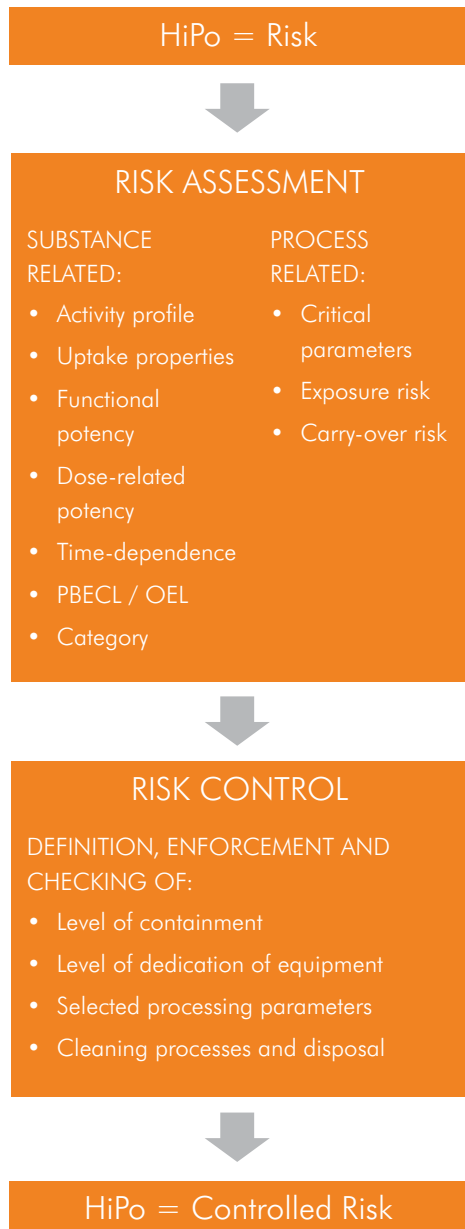 HiPo = Risk
RISK ASSESSMENT
SUBSTANCE
RELATED:
• Activity profile
• Uptake properties
• Functional
potency
• Dose-related
potency
• Time-dependence
• PBECL / OEL
• Category
PROCESS
RELATED:
• Critical
parameters
• Exposure risk
• Carry-over risk
RISK CONTROL
DEFINITION, ENFORCEMENT AND
CHECKING OF:
• Level of containment
• Level of dedication of equipment
• Selected processing parameters
• Cleaning processes and disposal
HiPo = Controlled Risk